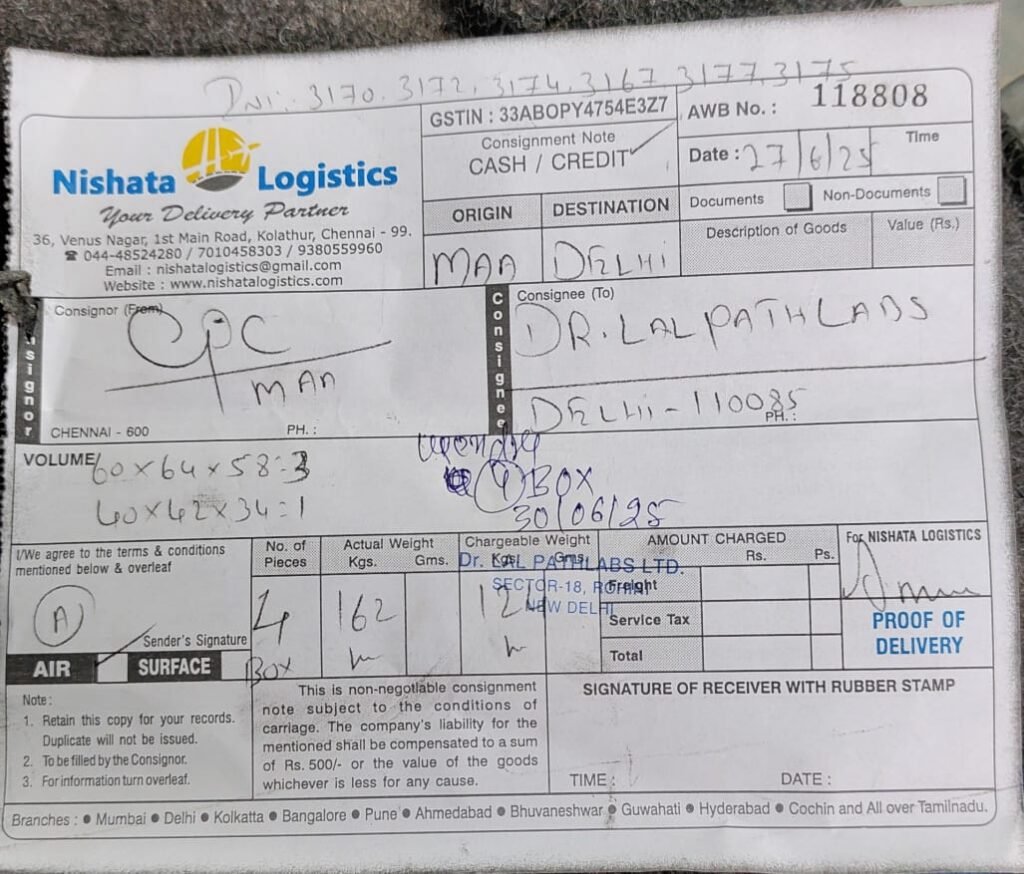 DNi: 3170, 3172, 3174, 3167, 3177, 3175
Nishata Logistics
Your Delivery Partner
36, Venus Nagar, 1st Main Road, Kolathur, Chennai - 99.
☎ 044-48524280 / 7010458303 / 9380559960
Email : nishatalogistics@gmail.com
Website : www.nishatalogistics.com
GSTIN : 33ABOPY4754E3Z7
Consignment Note
CASH / CREDIT ✓
AWB No. : 118808
Date : 27/6/25
Time
ORIGIN
DESTINATION
MAA
DELHI
Documents
Non-Documents
Description of Goods
Value (Rs.)
Consignor (From)
CPC
MAA
CHENNAI - 600
PH. :
Consignee
Consignee (To)
DR. LAL PATH LABS
DELHI - 110085
PH. :
VOLUME/
60x64x58=3
40x42x34=1
4 BOX
30/06/25
I/We agree to the terms & conditions
mentioned below & overleaf
A
Sender's Signature
AIR ✓
SURFACE
No. of
Pieces
4
BOX
Actual Weight
Kgs. Gms.
162
Chargeable Weight
Kgs. Gms.
Dr. LAL PATHLABS LTD.
SECTOR-18, ROHINI
NEW DELHI
AMOUNT CHARGED
Rs. Ps.
Freight
Service Tax
Total
For NISHATA LOGISTICS
PROOF OF
DELIVERY
Note :
1. Retain this copy for your records.
Duplicate will not be issued.
2. To be filled by the Consignor.
3. For information turn overleaf.
This is non-negotiable consignment
note subject to the conditions of
carriage. The company's liability for the
mentioned shall be compensated to a sum
of Rs. 500/- or the value of the goods
whichever is less for any cause.
SIGNATURE OF RECEIVER WITH RUBBER STAMP
TIME :
DATE :
Branches : ● Mumbai ● Delhi ● Kolkatta ● Bangalore ● Pune ● Ahmedabad ● Bhuvaneshwar ● Guwahati ● Hyderabad ● Cochin and All over Tamilnadu.